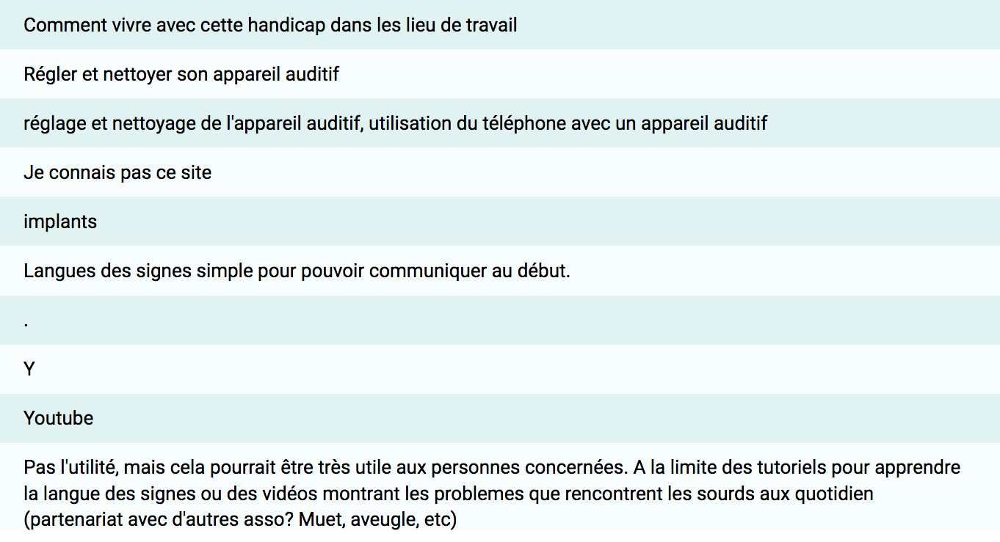 Comment vivre avec cette handicap dans les lieu de travail
Régler et nettoyer son appareil auditif
réglage et nettoyage de l'appareil auditif, utilisation du téléphone avec un appareil auditif
Je connais pas ce site
implants
Langues des signes simple pour pouvoir communiquer au début.
.
Y
Youtube
Pas l'utilité, mais cela pourrait être très utile aux personnes concernées. A la limite des tutoriels pour apprendre
la langue des signes ou des vidéos montrant les problemes que rencontrent les sourds aux quotidien
(partenariat avec d'autres asso? Muet, aveugle, etc)